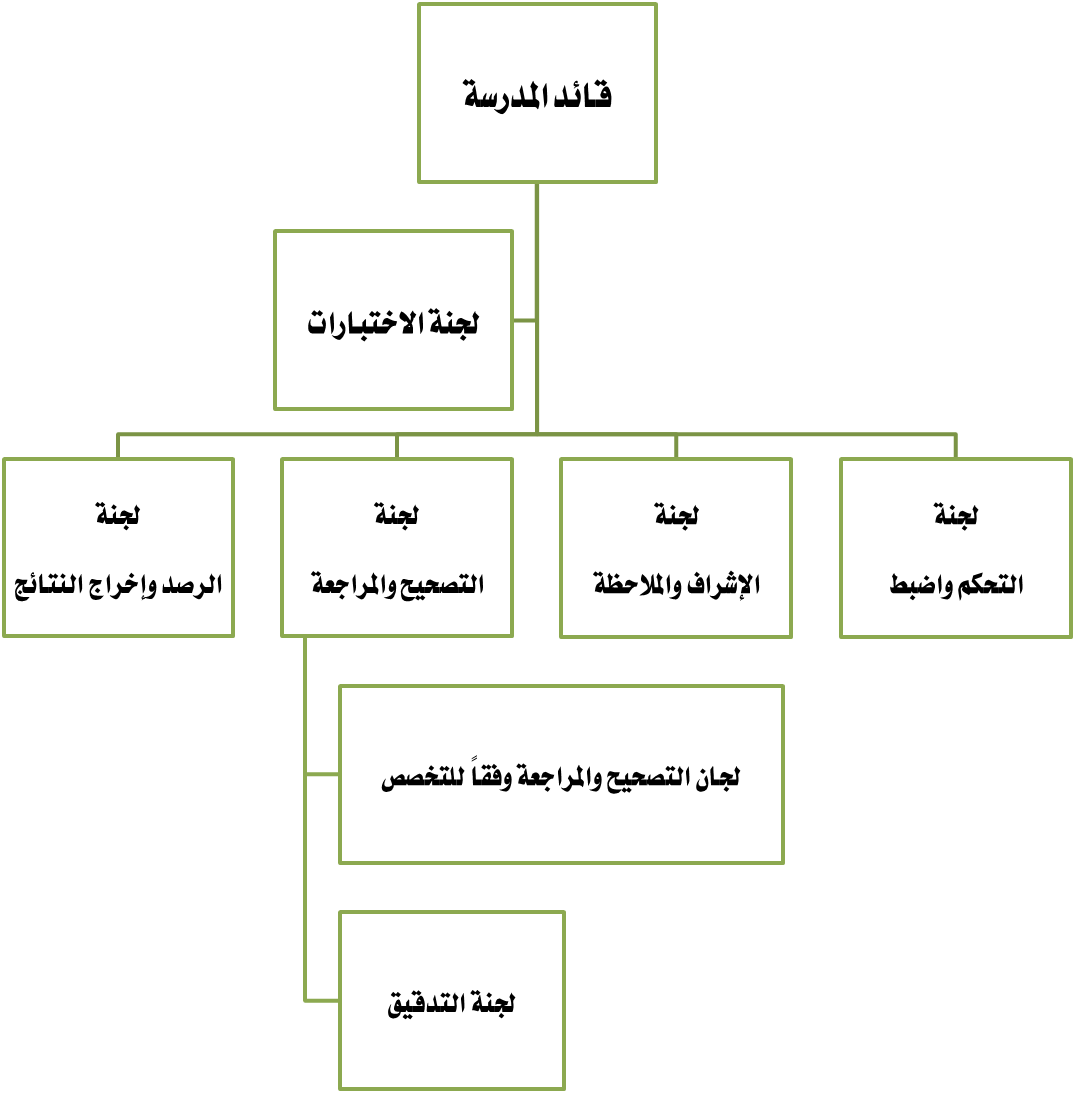 قائد المدرسة
لجنة الاختبارات
لجنة
التحكم واضبط
لجنة
الإشراف والملاحظة
لجنة
التصحيح والمراجعة
لجنة
الرصد وإخراج النتائج
لجان التصحيح والمراجعة وفقاً للتخصص
لجنة التدقيق